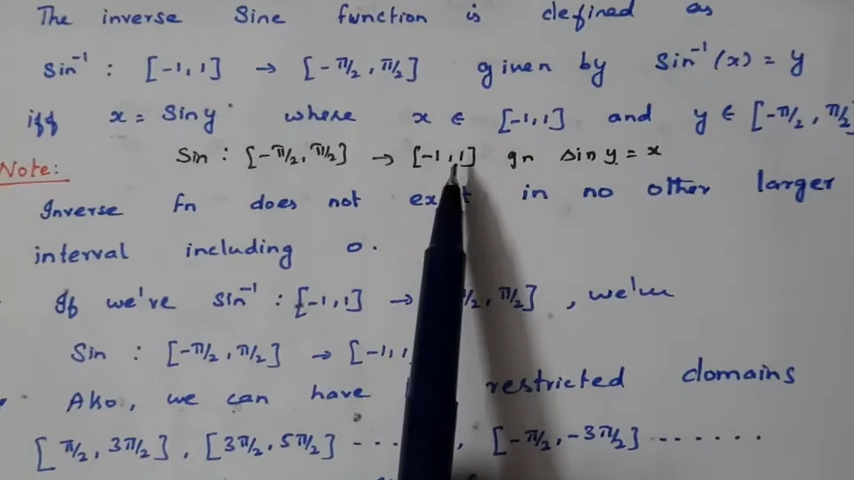 The inverse Sine function is defined as
Sin⁻¹ : [-1,1] → [-π/2, π/2] given by Sin⁻¹(x) = y
iff x = Siny where x ∈ [-1,1] and y ∈ [-π/2, π/2
Sin : [-π/2, π/2] → [-1,1] gn sin y = x
Note:
Inverse fn does not exist in no other larger
interval including 0.
If we've sin⁻¹ : [-1,1] → π/2, π/2] , we'll
Sin : [-π/2, π/2] → [-1,1
Also, we can have restricted domains
[π/2, 3π/2], [3π/2, 5π/2] ---- , [-π/2, -3π/2] ------